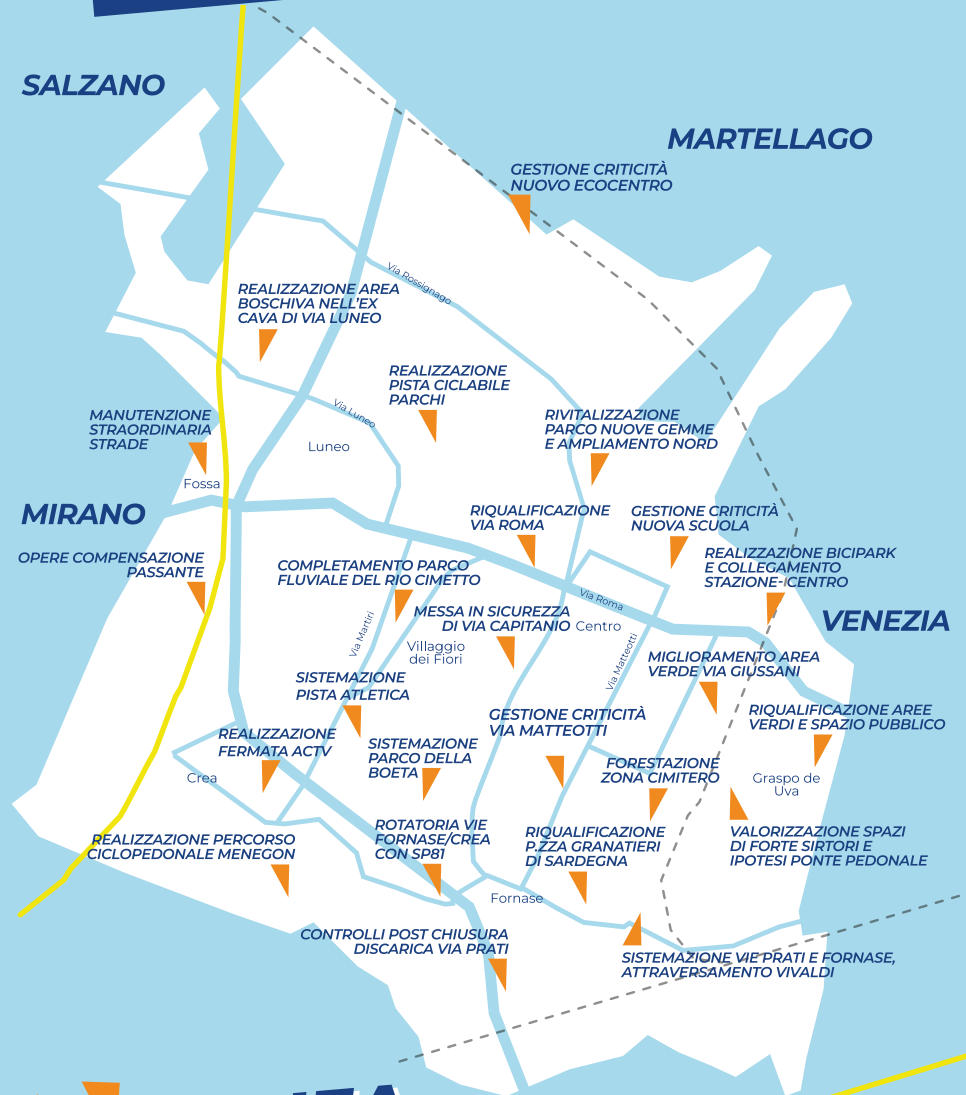 SALZANO
MARTELLAGO
GESTIONE CRITICITÀ
NUOVO ECOCENTRO
Via Rossignago
REALIZZAZIONE AREA
BOSCHIVA NELL'EX
CAVA DI VIA LUNEO
REALIZZAZIONE
PISTA CICLABILE
PARCHI
Via Luneo
Luneo
MANUTENZIONE
STRAORDINARIA
STRADE
RIVITALIZZAZIONE
PARCO NUOVE GEMME
E AMPLIAMENTO NORD
Fossa
MIRANO
RIQUALIFICAZIONE
VIA ROMA
GESTIONE CRITICITÀ
NUOVA SCUOLA
OPERE COMPENSAZIONE
PASSANTE
COMPLETAMENTO PARCO
FLUVIALE DEL RIO CIMETTO
REALIZZAZIONE BICIPARK
E COLLEGAMENTO
STAZIONE-ICENTRO
Via Roma
MESSA IN SICUREZZA
DI VIA CAPITANIO
Centro
VENEZIA
Via Martiri
Villaggio
dei Fiori
Via Matteotti
MIGLIORAMENTO AREA
VERDE VIA GIUSSANI
SISTEMAZIONE
PISTA ATLETICA
GESTIONE CRITICITÀ
VIA MATTEOTTI
RIQUALIFICAZIONE AREE
VERDI E SPAZIO PUBBLICO
REALIZZAZIONE
FERMATA ACTV
SISTEMAZIONE
PARCO DELLA
BOETA
FORESTAZIONE
ZONA CIMITERO
Crea
Graspo de
Uva
REALIZZAZIONE PERCORSO
CICLOPEDONALE MENEGON
ROTATORIA VIE
FORNASE/CREA
CON SP81
RIQUALIFICAZIONE
P.ZZA GRANATIERI
DI SARDEGNA
VALORIZZAZIONE SPAZI
DI FORTE SIRTORI E
IPOTESI PONTE PEDONALE
Fornase
CONTROLLI POST CHIUSURA
DISCARICA VIA PRATI
SISTEMAZIONE VIE PRATI E FORNASE,
ATTRAVERSAMENTO VIVALDI